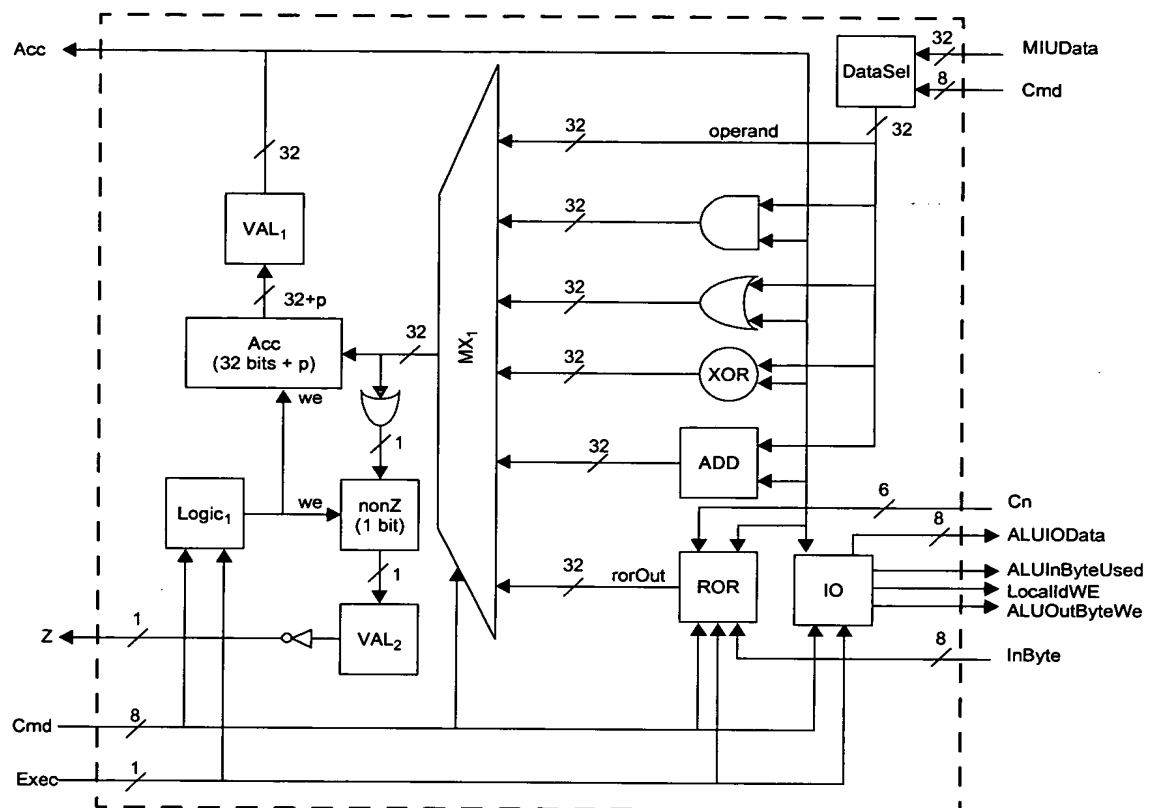 Acc
32
MIUData
DataSel
8
Cmd
32
32
operand
32
32
VAL1
32
32+p
32
Acc
(32 bits + p)
32
MX1
32
XOR
we
1
32
ADD
Logic1
we
nonZ
(1 bit)
6
Cn
8
ALUIOData
1
32
rorOut
ROR
IO
ALUInByteUsed
LocalIdWE
ALUOutByteWe
Z
1
VAL2
8
InByte
Cmd
8
Exec
1